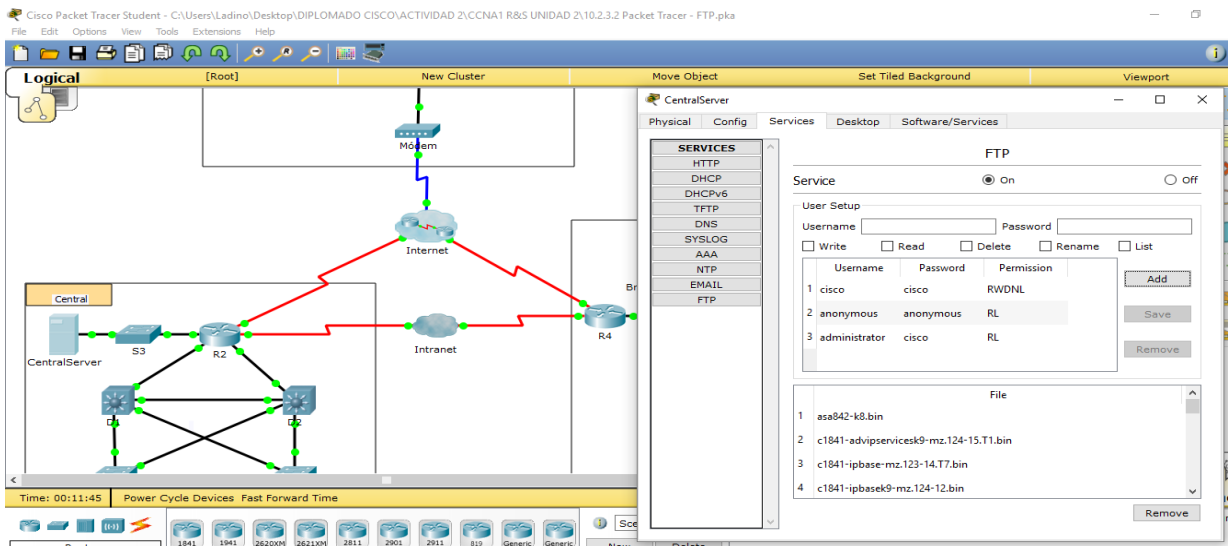 Cisco Packet Tracer Student - C:\Users\Ladino\Desktop\DIPLOMADO CISCO\ACTIVIDAD 2\CCNA1 R&S UNIDAD 2\10.2.3.2 Packet Tracer - FTP.pka
File Edit Options View Tools Extensions Help
Logical [Root] New Cluster Move Object Set Tiled Background Viewport
Módem
Internet
Central
CentralServer
S3
R2
Intranet
R4
Br
D1
D2
Time: 00:11:45 Power Cycle Devices Fast Forward Time
1841 1941 2620XM 2621XM 2811 2901 2911 819 Generic Generic
Sce
New Delete
CentralServer
Physical Config Services Desktop Software/Services
SERVICES
HTTP
DHCP
DHCPv6
TFTP
DNS
SYSLOG
AAA
NTP
EMAIL
FTP
FTP
Service On Off
User Setup
Username Password
Write Read Delete Rename List
Username Password Permission
1 cisco cisco RWDNL
2 anonymous anonymous RL
3 administrator cisco RL
Add
Save
Remove
File
1 asa842-k8.bin
2 c1841-advipservicesk9-mz.124-15.T1.bin
3 c1841-ipbase-mz.123-14.T7.bin
4 c1841-ipbasek9-mz.124-12.bin
Remove